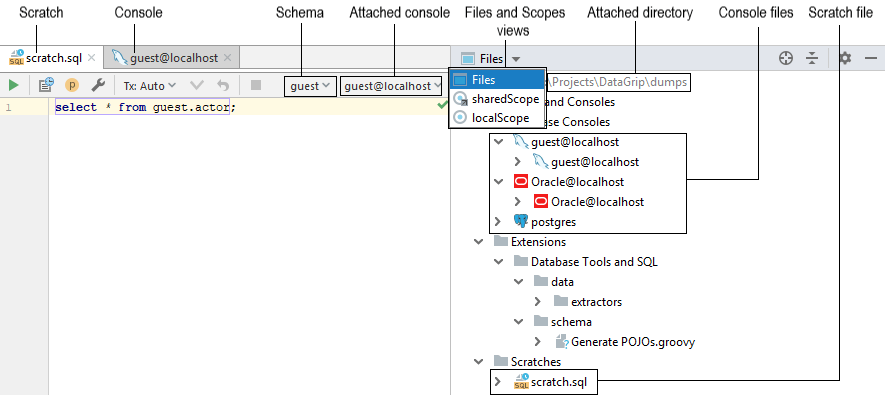 Scratch Console Schema Attached console Files and Scopes views Attached directory Console files Scratch file
scratch.sql guest@localhost Files
Tx: Auto guest guest@localhost
Files
sharedScope
localScope
\Projects\DataGrip\dumps
and Consoles
se Consoles
1 select * from guest.actor;
guest@localhost
guest@localhost
Oracle@localhost
Oracle@localhost
postgres
Extensions
Database Tools and SQL
data
extractors
schema
Generate POJOs.groovy
Scratches
scratch.sql